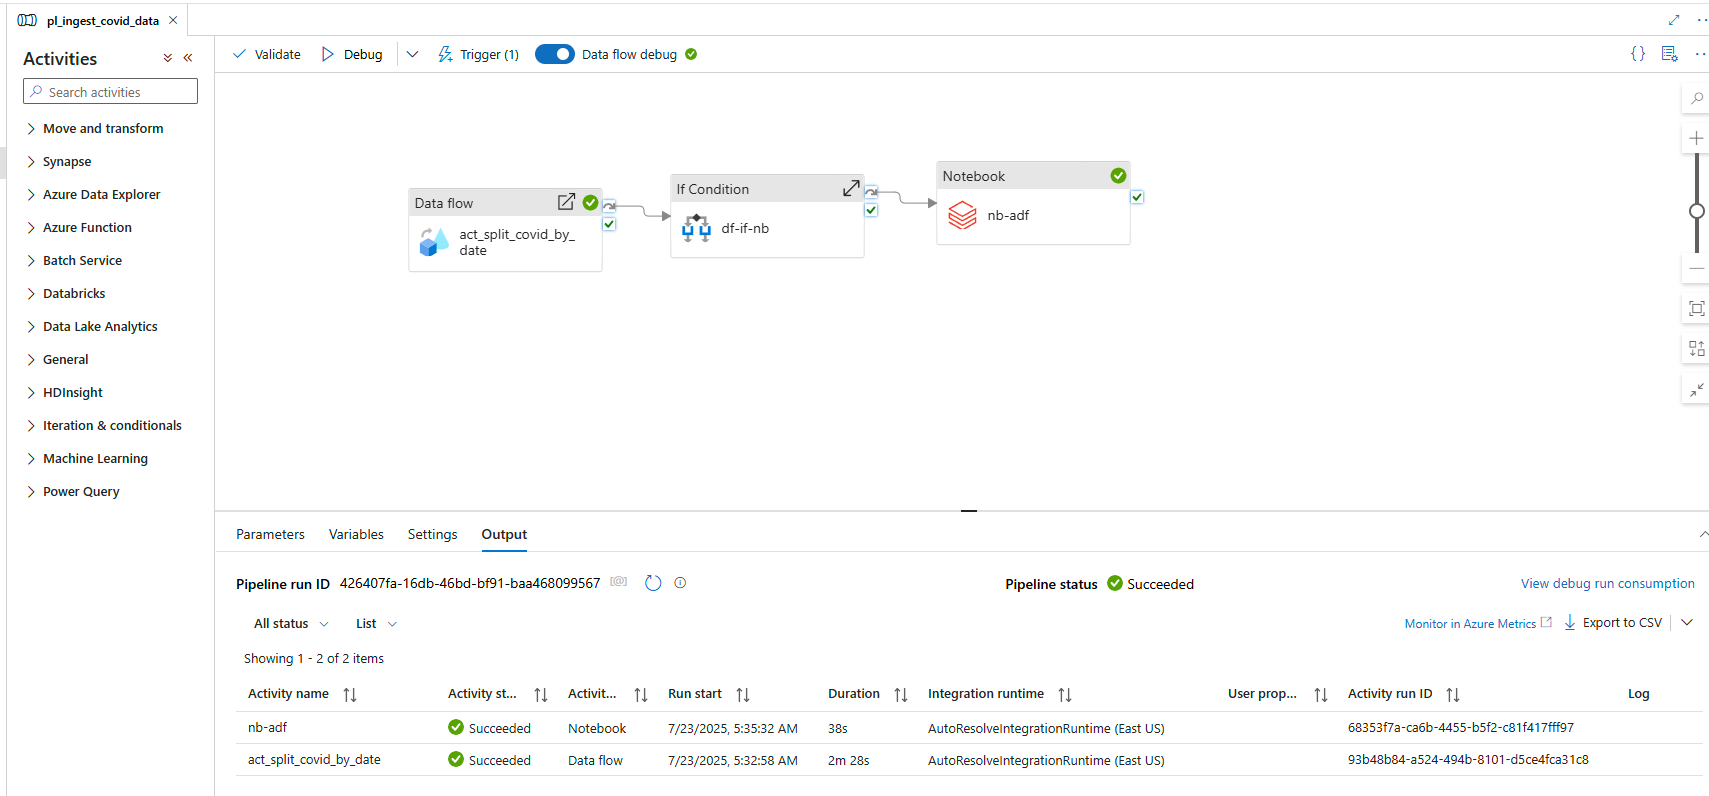 pl_ingest_covid_data
Activities
Search activities
Move and transform
Synapse
Azure Data Explorer
Azure Function
Batch Service
Databricks
Data Lake Analytics
General
HDInsight
Iteration & conditionals
Machine Learning
Power Query
Validate Debug Trigger (1) Data flow debug
Data flow
act_split_covid_by_
date
If Condition
df-if-nb
Notebook
nb-adf
Parameters Variables Settings Output
Pipeline run ID 426407fa-16db-46bd-bf91-baa468099567 [@] Pipeline status Succeeded View debug run consumption
All status List Monitor in Azure Metrics Export to CSV
Showing 1 - 2 of 2 items
Activity name Activity st... Activit... Run start Duration Integration runtime User prop... Activity run ID Log
nb-adf Succeeded Notebook 7/23/2025, 5:35:32 AM 38s AutoResolveIntegrationRuntime (East US) 68353f7a-ca6b-4455-b5f2-c81f417fff97
act_split_covid_by_date Succeeded Data flow 7/23/2025, 5:32:58 AM 2m 28s AutoResolveIntegrationRuntime (East US) 93b48b84-a524-494b-8101-d5ce4fca31c8